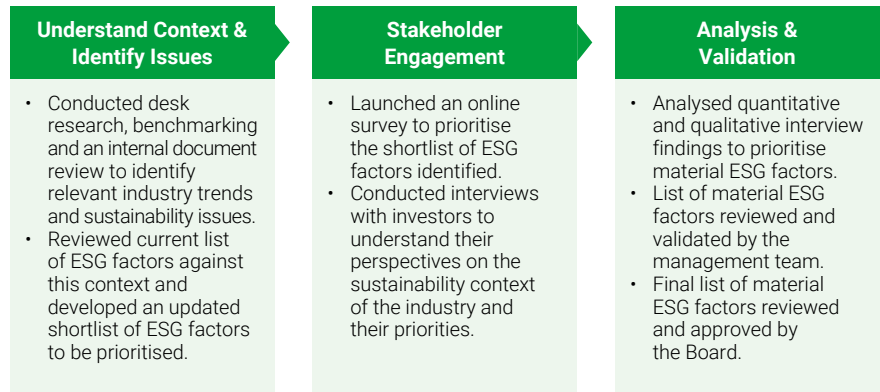 Understand Context &
Identify Issues
• Conducted desk
research, benchmarking
and an internal document
review to identify
relevant industry trends
and sustainability issues.
• Reviewed current list
of ESG factors against
this context and
developed an updated
shortlist of ESG factors
to be prioritised.
Stakeholder
Engagement
• Launched an online
survey to prioritise
the shortlist of ESG
factors identified.
• Conducted interviews
with investors to
understand their
perspectives on the
sustainability context
of the industry and
their priorities.
Analysis &
Validation
• Analysed quantitative
and qualitative interview
findings to prioritise
material ESG factors.
• List of material ESG
factors reviewed and
validated by the
management team.
• Final list of material
ESG factors reviewed
and approved by
the Board.